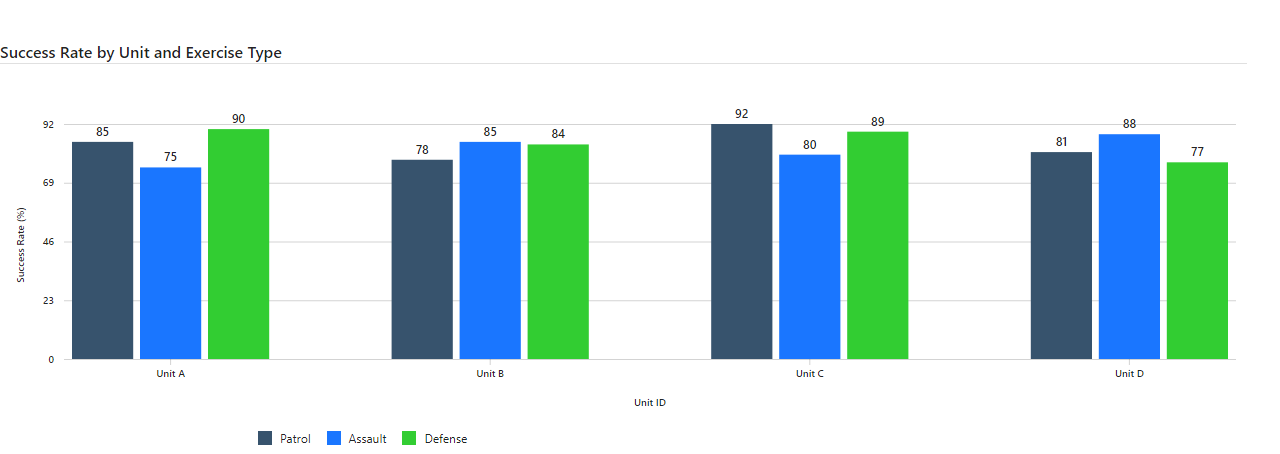 Success Rate by Unit and Exercise Type
92
69
46
23
0
Success Rate (%)
85
75
90
78
85
84
92
80
89
81
88
77
Unit A
Unit B
Unit C
Unit D
Unit ID
Patrol
Assault
Defense